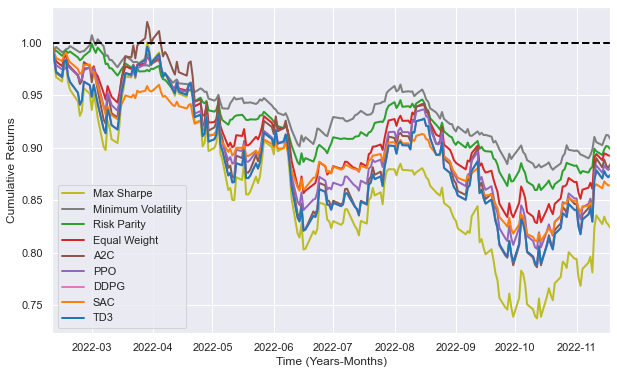 1.00
0.95
0.90
0.85
0.80
0.75
Cumulative Returns
Max Sharpe
Minimum Volatility
Risk Parity
Equal Weight
A2C
PPO
DDPG
SAC
TD3
2022-03 2022-04 2022-05 2022-06 2022-07 2022-08 2022-09 2022-10 2022-11
Time (Years-Months)